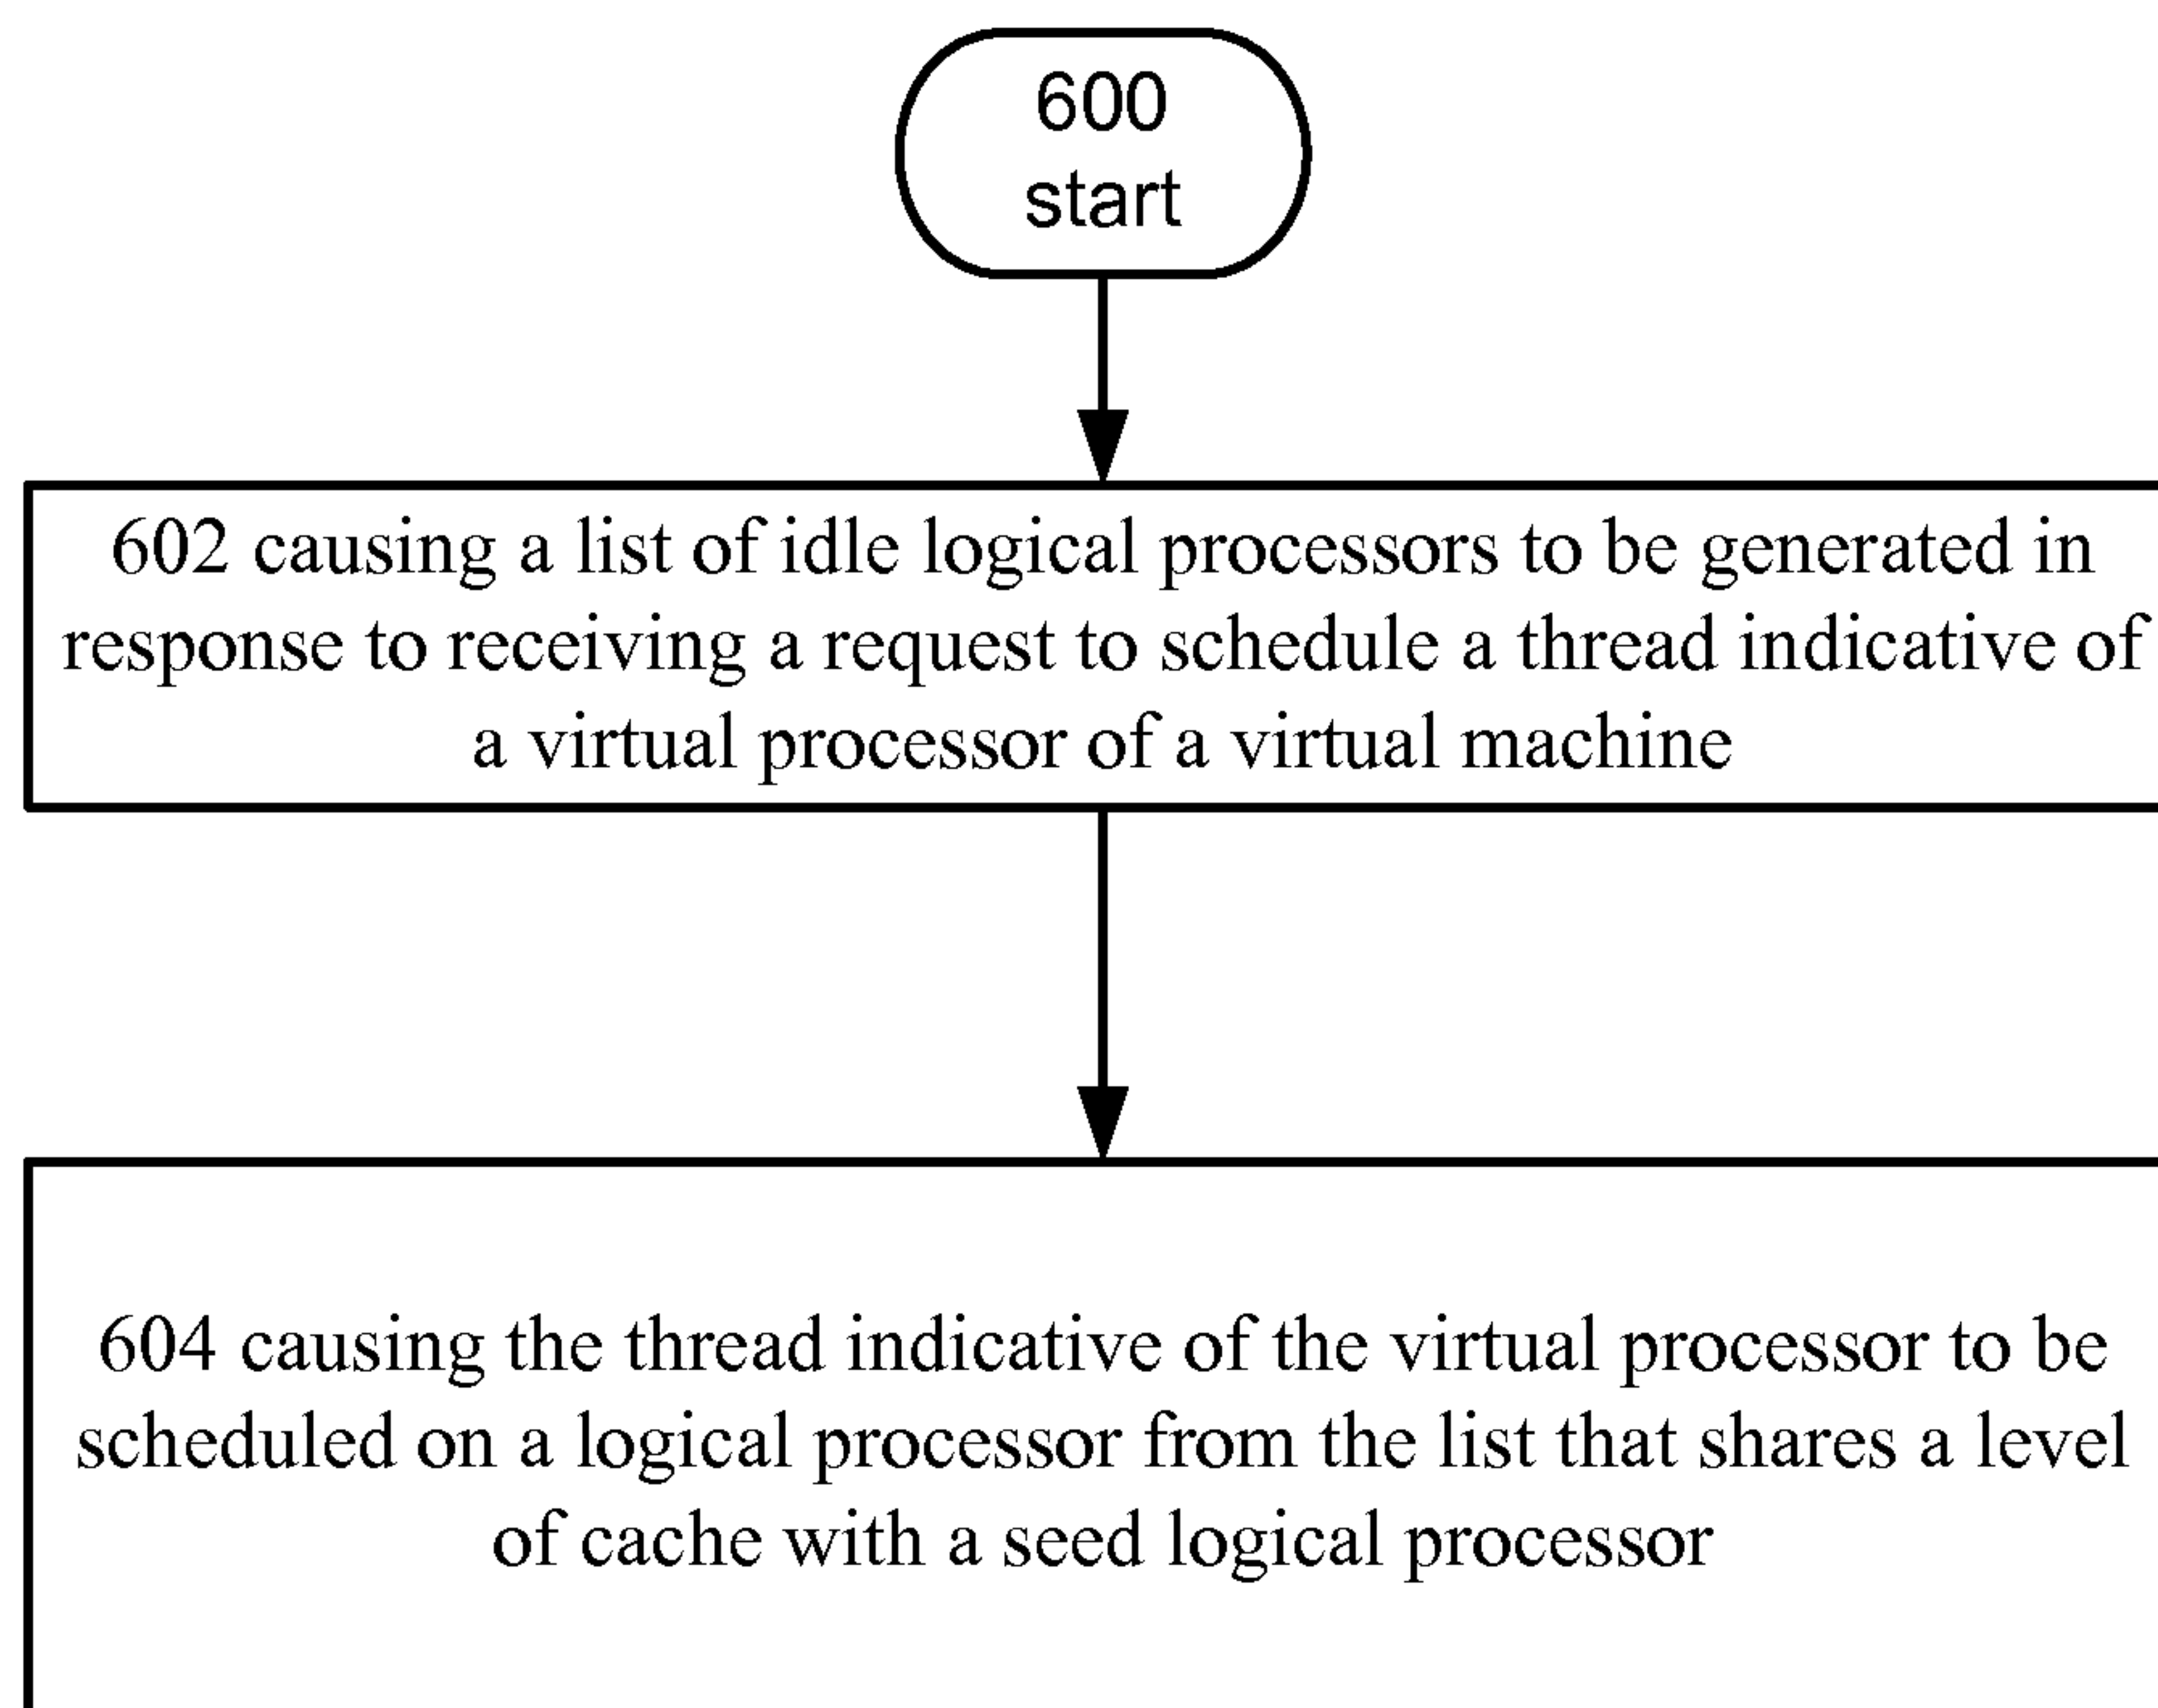 600
start
602 causing a list of idle logical processors to be generated in
response to receiving a request to schedule a thread indicative of
a virtual processor of a virtual machine
604 causing the thread indicative of the virtual processor to be
scheduled on a logical processor from the list that shares a level
of cache with a seed logical processor